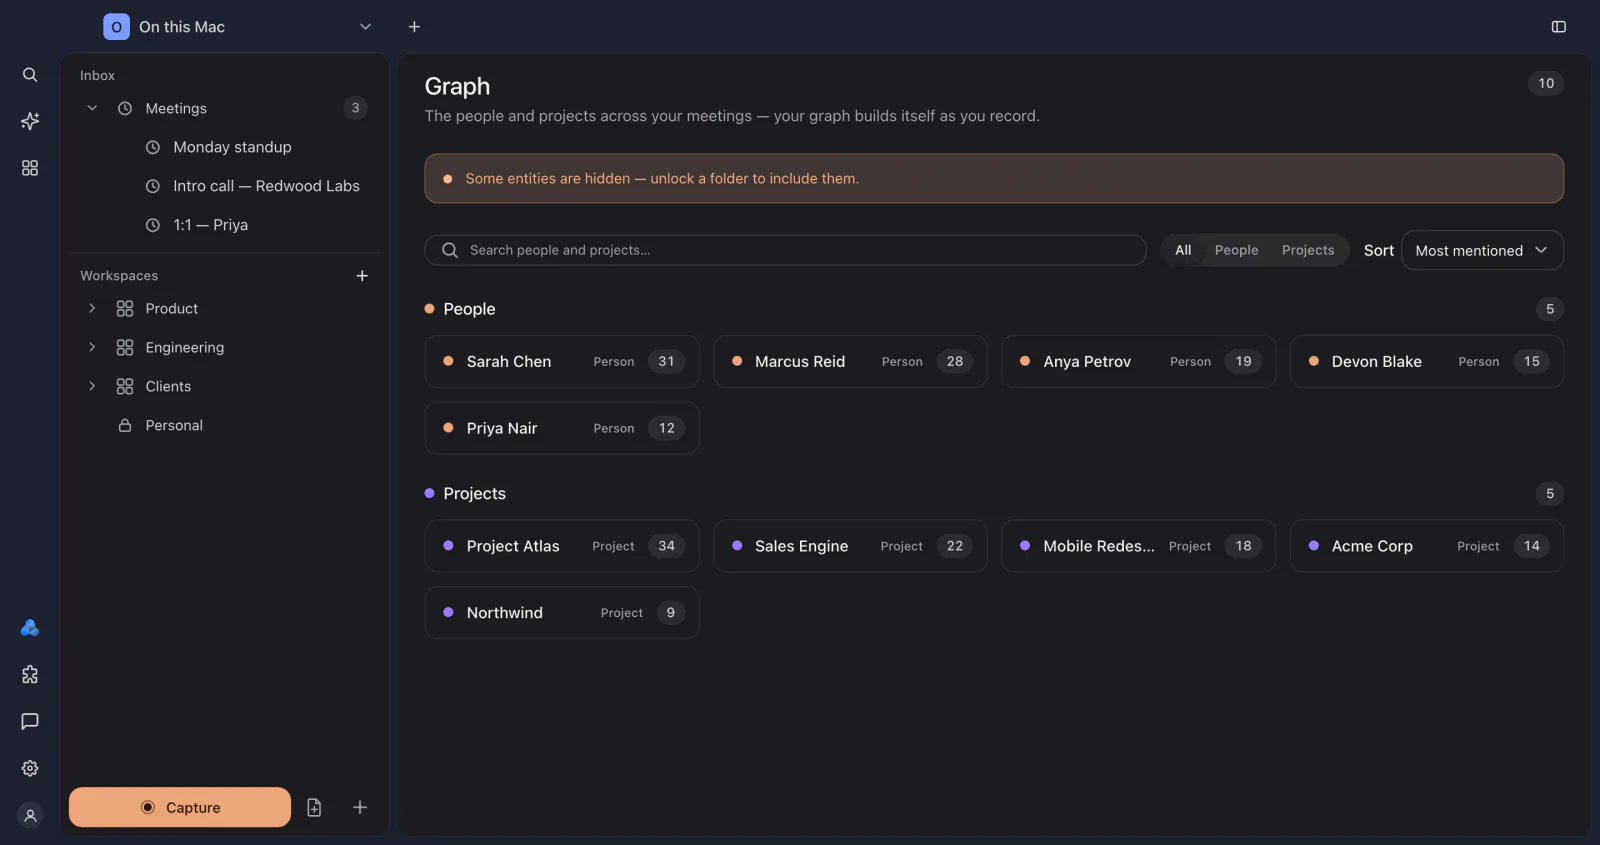 O On this Mac
Inbox
Meetings 3
Monday standup
Intro call — Redwood Labs
1:1 — Priya
Workspaces
Product
Engineering
Clients
Personal
Capture
Graph 10
The people and projects across your meetings — your graph builds itself as you record.
Some entities are hidden — unlock a folder to include them.
Search people and projects... All People Projects Sort Most mentioned
People 5
Sarah Chen Person 31 Marcus Reid Person 28 Anya Petrov Person 19 Devon Blake Person 15
Priya Nair Person 12
Projects 5
Project Atlas Project 34 Sales Engine Project 22 Mobile Redes... Project 18 Acme Corp Project 14
Northwind Project 9